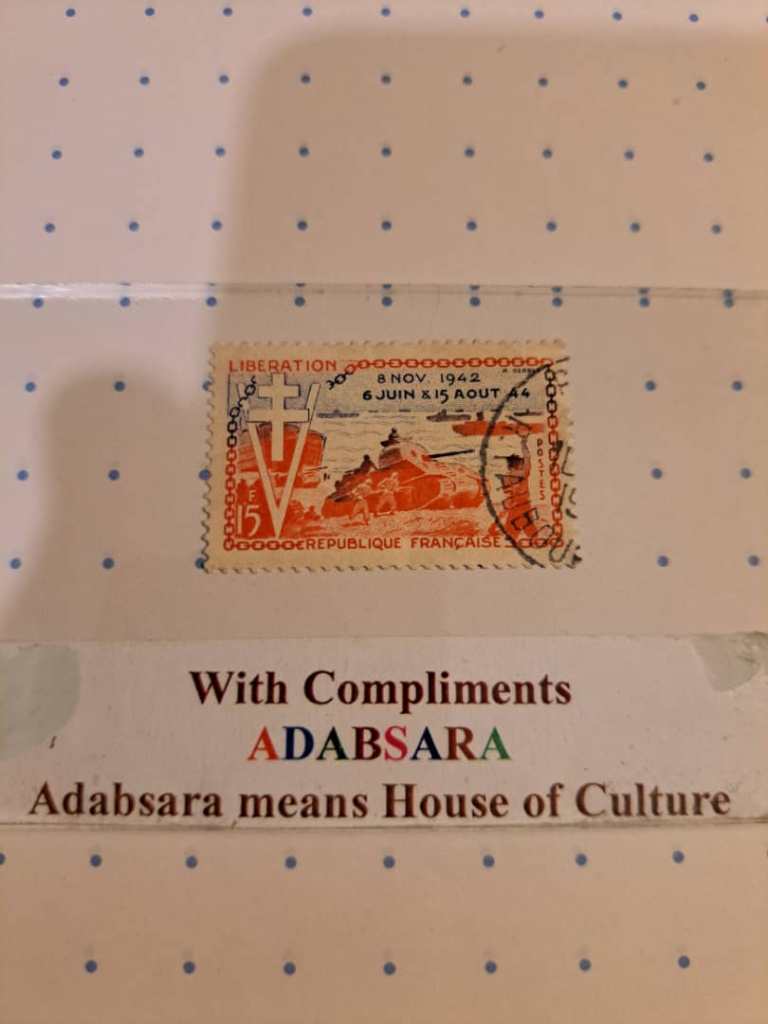 LIBERATION
8 NOV. 1942
6 JUIN & 15 AOUT 44
POSTES
F
15
REPUBLIQUE FRANÇAISE
With Compliments
ADABSARA
Adabsara means House of Culture